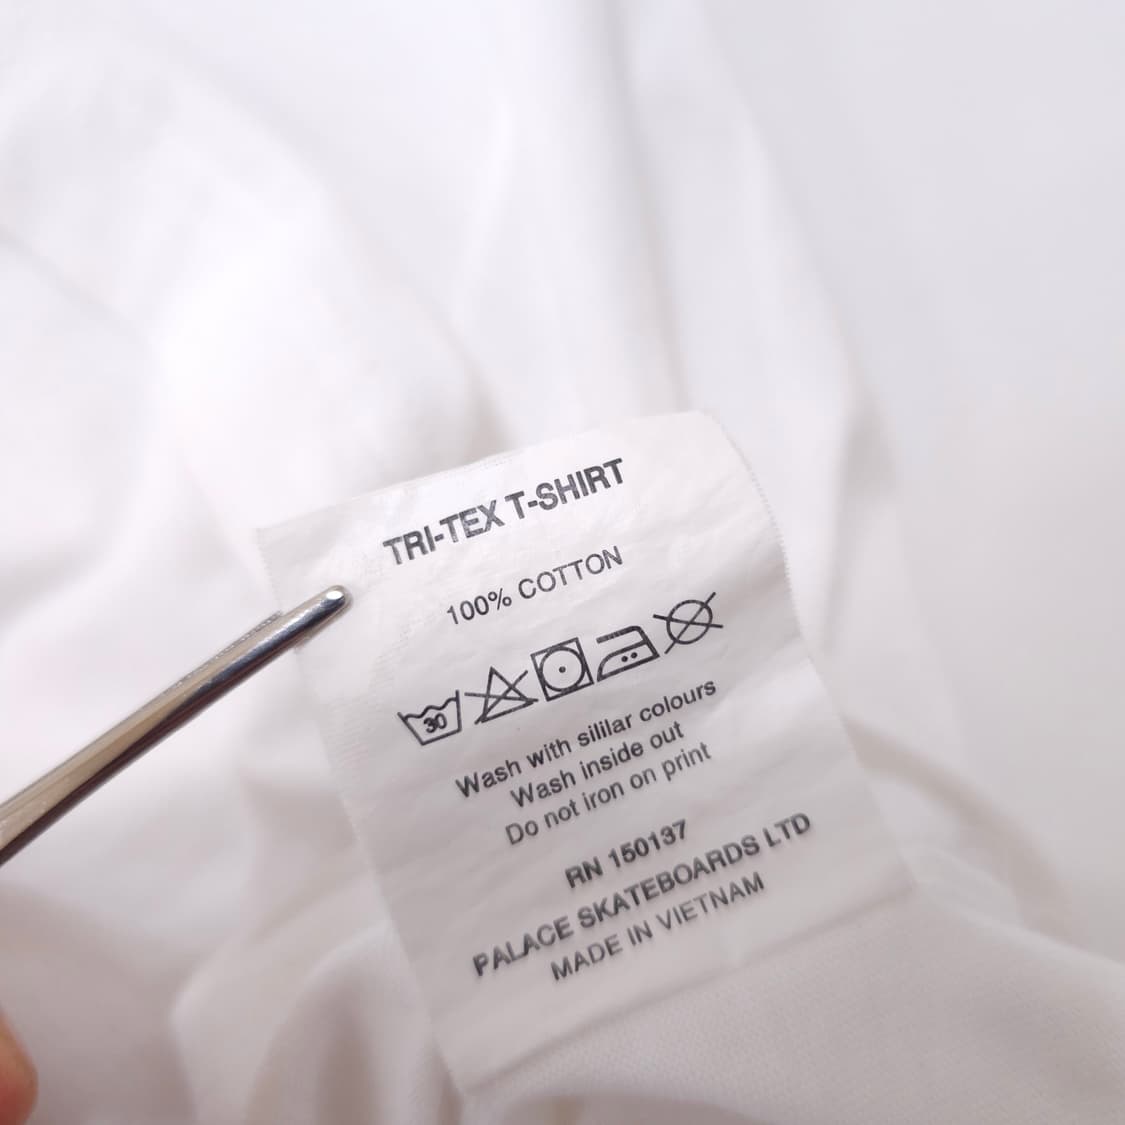 TRI-TEX T-SHIRT
100% COTTON
30
Wash with sililar colours
Wash inside out
Do not iron on print
RN 150137
PALACE SKATEBOARDS LTD
MADE IN VIETNAM